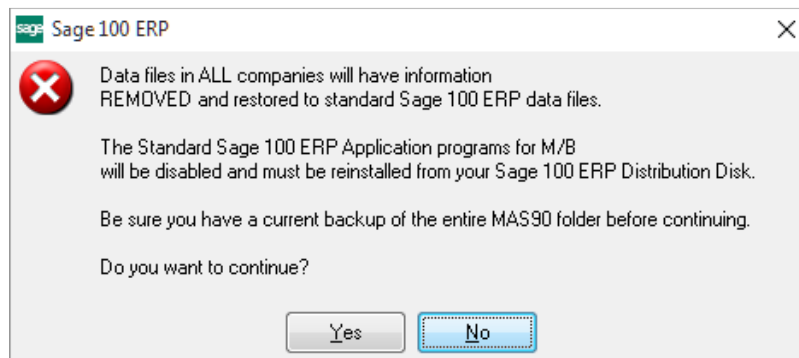 sage Sage 100 ERP
Data files in ALL companies will have information
REMOVED and restored to standard Sage 100 ERP data files.
The Standard Sage 100 ERP Application programs for M/B
will be disabled and must be reinstalled from your Sage 100 ERP Distribution Disk.
Be sure you have a current backup of the entire MAS90 folder before continuing.
Do you want to continue?
Yes No